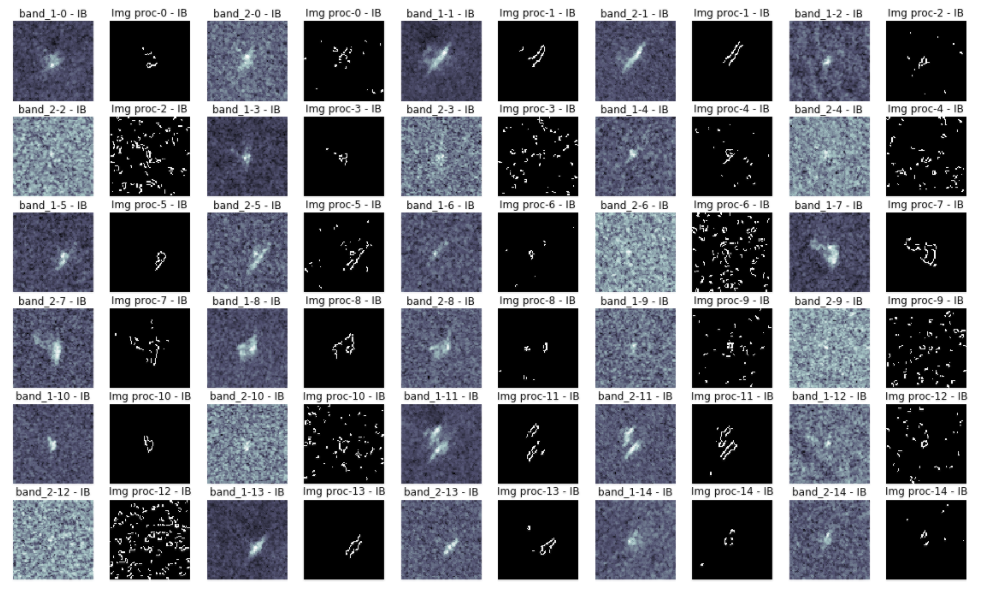 band_1-0 - IB Img proc-0 - IB band_2-0 - IB Img proc-0 - IB band_1-1 - IB Img proc-1 - IB band_2-1 - IB Img proc-1 - IB band_1-2 - IB Img proc-2 - IB
band_2-2 - IB Img proc-2 - IB band_1-3 - IB Img proc-3 - IB band_2-3 - IB Img proc-3 - IB band_1-4 - IB Img proc-4 - IB band_2-4 - IB Img proc-4 - IB
band_1-5 - IB Img proc-5 - IB band_2-5 - IB Img proc-5 - IB band_1-6 - IB Img proc-6 - IB band_2-6 - IB Img proc-6 - IB band_1-7 - IB Img proc-7 - IB
band_2-7 - IB Img proc-7 - IB band_1-8 - IB Img proc-8 - IB band_2-8 - IB Img proc-8 - IB band_1-9 - IB Img proc-9 - IB band_2-9 - IB Img proc-9 - IB
band_1-10 - IB Img proc-10 - IB band_2-10 - IB Img proc-10 - IB band_1-11 - IB Img proc-11 - IB band_2-11 - IB Img proc-11 - IB band_1-12 - IB Img proc-12 - IB
band_2-12 - IB Img proc-12 - IB band_1-13 - IB Img proc-13 - IB band_2-13 - IB Img proc-13 - IB band_1-14 - IB Img proc-14 - IB band_2-14 - IB Img proc-14 - IB